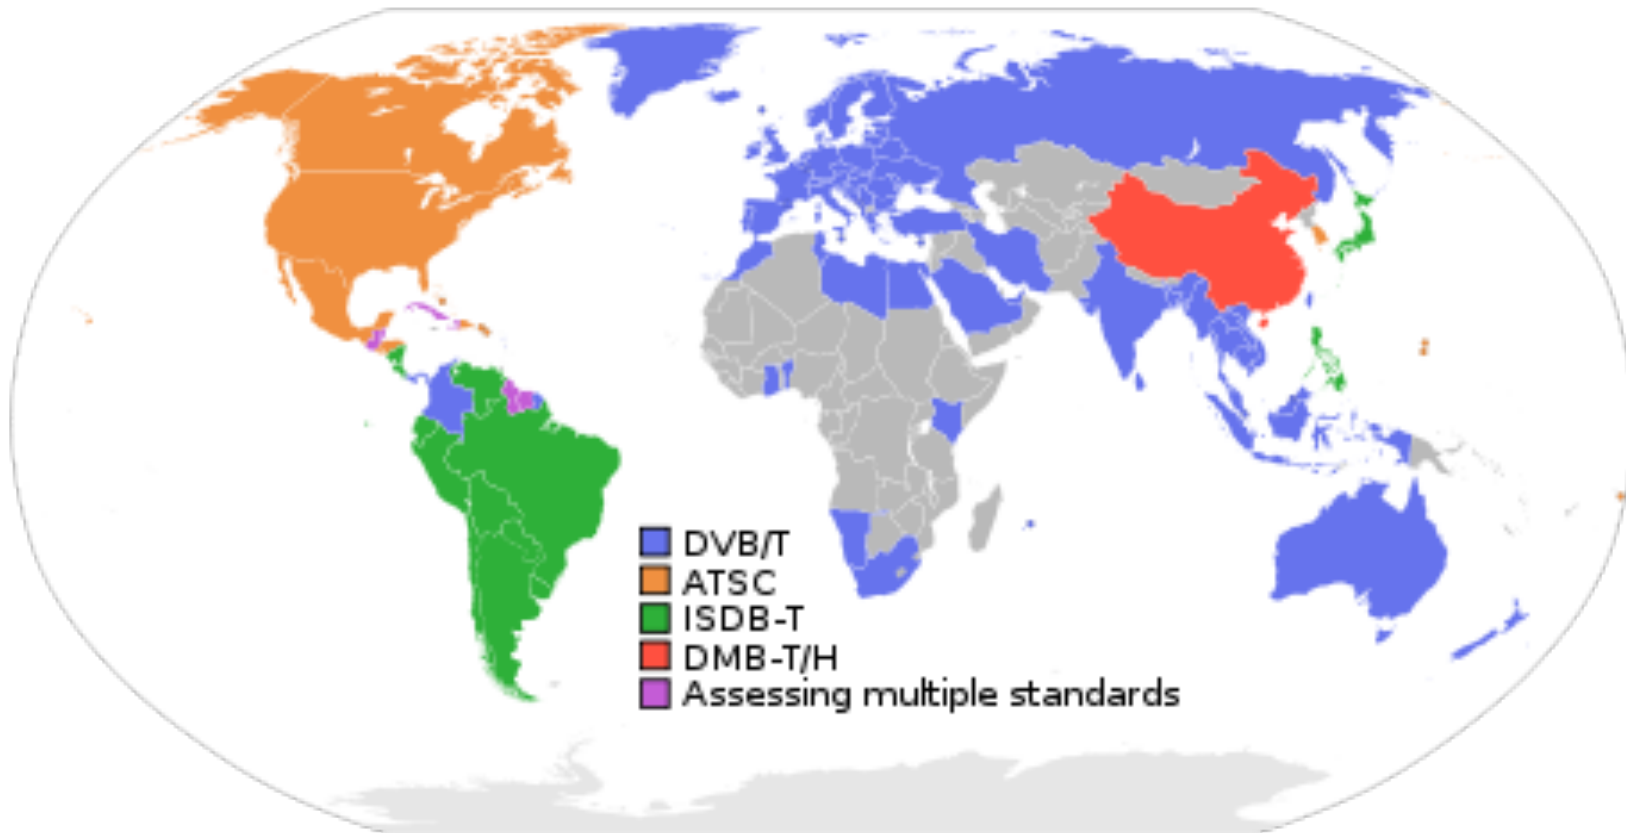 DVB/T
ATSC
ISDB-T
DMB-T/H
Assessing multiple standards